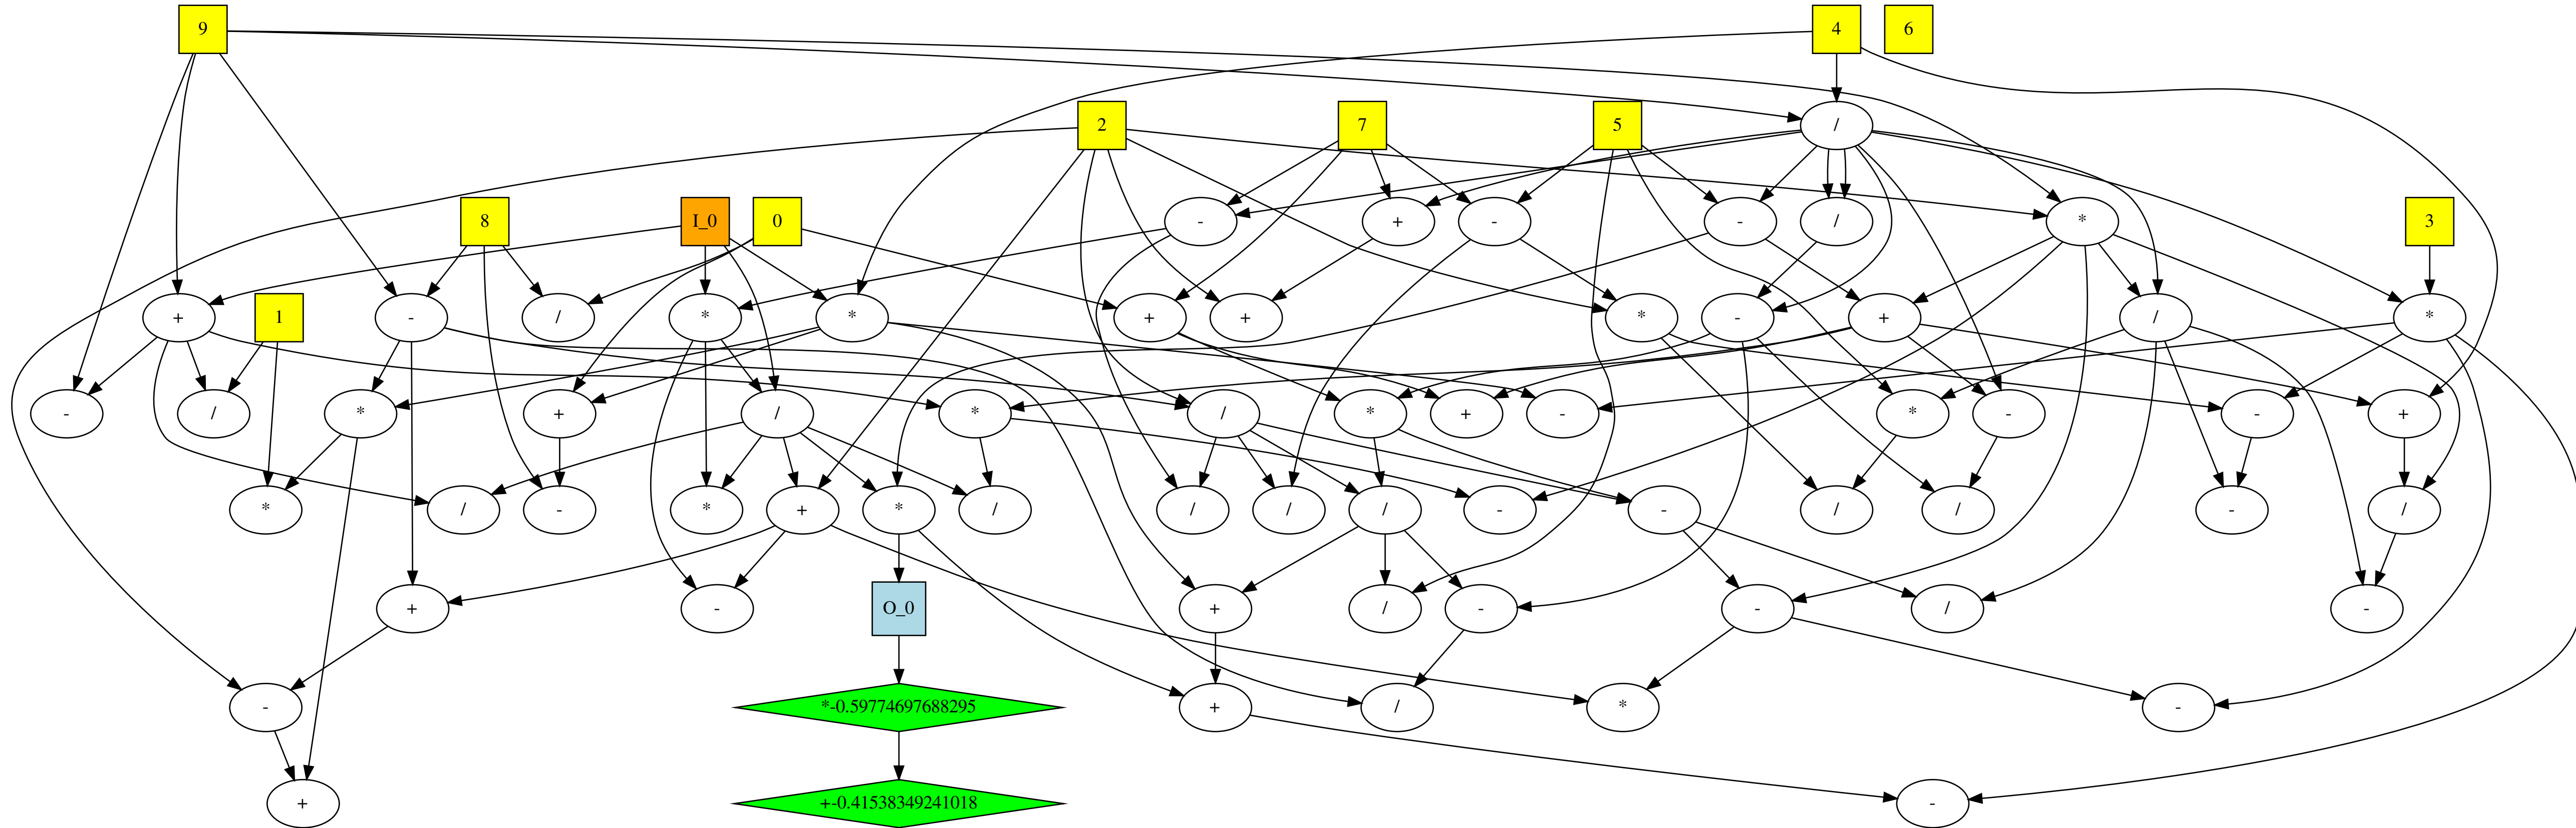 9 4 6
2 7 5 /
8 I_0 0 - + - - / * 3
+ 1 - / * * + + * - + / *
- / * + / * / * + - * - - +
* / - * + * / / / - / - / / - /
+ - O_0 + / - - / -
- *-0.59774697688295 + / * -
+ +-0.41538349241018 -